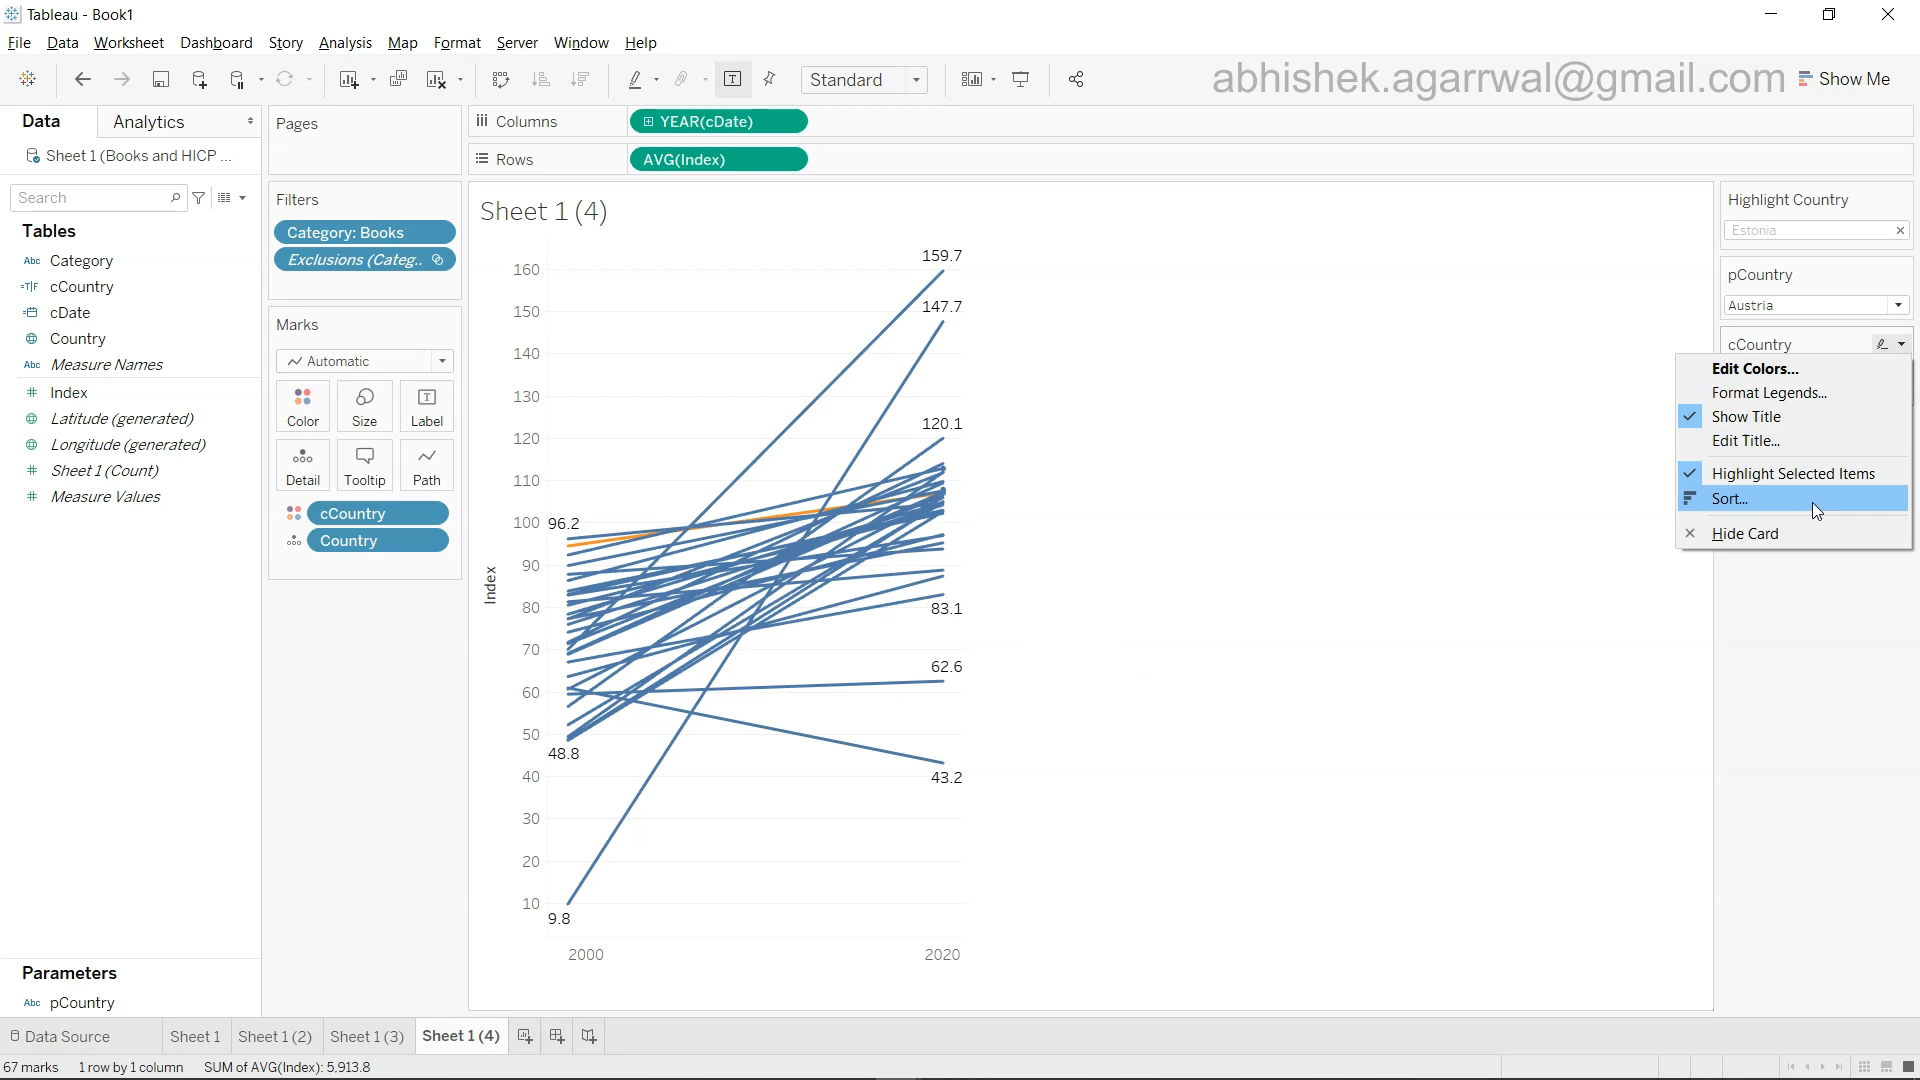 Tableau - Book1
File Data Worksheet Dashboard Story Analysis Map Format Server Window Help
Standard
abhishek.agarrwal@gmail.com
Show Me
Data
Analytics
Sheet 1 (Books and HICP ...
Search
Tables
Abc Category
=T|F cCountry
cDate
Country
Abc Measure Names
# Index
Latitude (generated)
Longitude (generated)
# Sheet 1 (Count)
# Measure Values
Parameters
Abc pCountry
Pages
Filters
Category: Books
Exclusions (Categ..
Marks
Automatic
Color Size Label
Detail Tooltip Path
cCountry
Country
Columns YEAR(cDate)
Rows AVG(Index)
Sheet 1 (4)
159.7
160
147.7
150
140
130
120.1
120
110
100
96.2
90
83.1
80
70
62.6
60
50
48.8
43.2
40
30
20
10
9.8
Index
2000 2020
Highlight Country
Estonia
pCountry
Austria
cCountry
Edit Colors...
Format Legends...
Show Title
Edit Title...
Highlight Selected Items
Sort...
Hide Card
Data Source Sheet 1 Sheet 1 (2) Sheet 1 (3) Sheet 1 (4)
67 marks 1 row by 1 column SUM of AVG(Index): 5,913.8